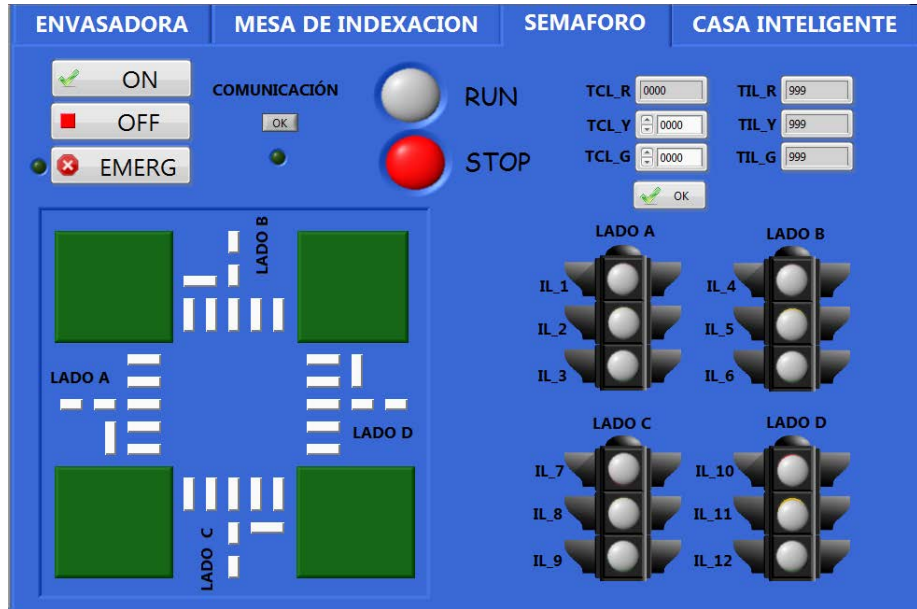 ENVASADORA
MESA DE INDEXACION
SEMAFORO
CASA INTELIGENTE
ON
OFF
EMERG
COMUNICACIÓN
OK
RUN
STOP
TCL_R 0000
TCL_Y 0000
TCL_G 0000
OK
TIL_R 999
TIL_Y 999
TIL_G 999
LADO B
LADO A
LADO D
LADO C
LADO A
IL_1
IL_2
IL_3
LADO B
IL_4
IL_5
IL_6
LADO C
IL_7
IL_8
IL_9
LADO D
IL_10
IL_11
IL_12